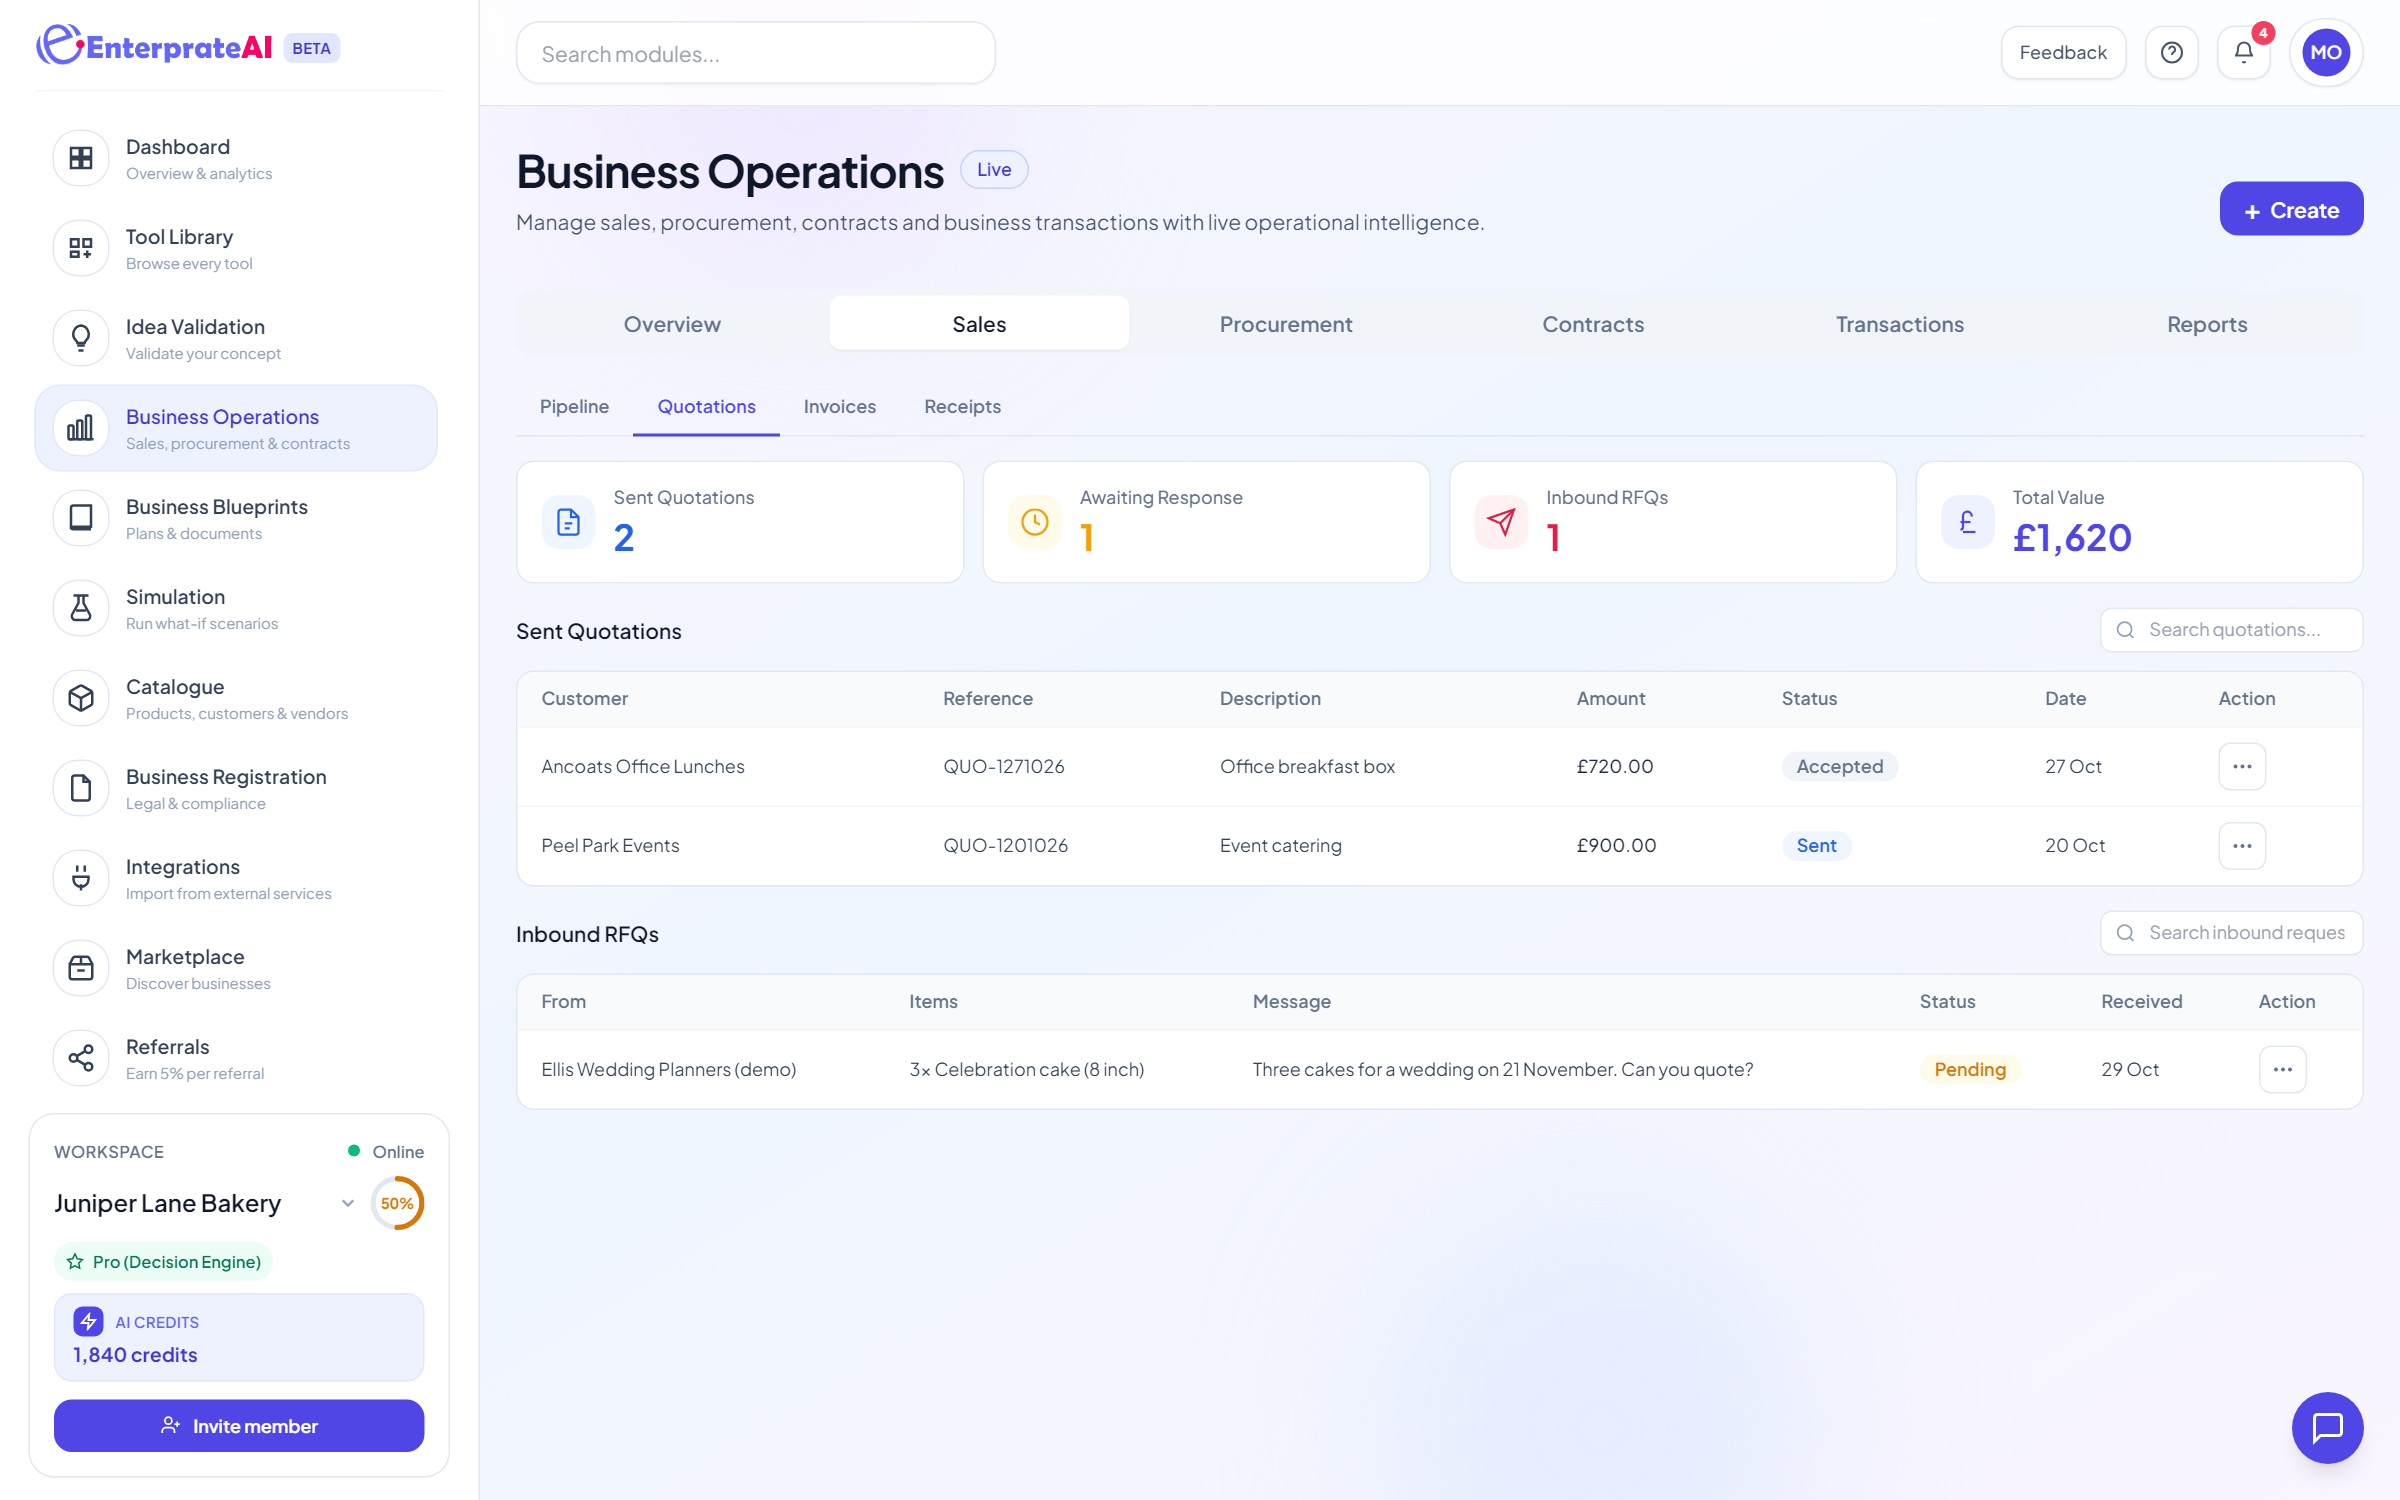 EnterprateAI BETA
Search modules...
Feedback
4
MO
Dashboard
Overview & analytics
Tool Library
Browse every tool
Idea Validation
Validate your concept
Business Operations
Sales, procurement & contracts
Business Blueprints
Plans & documents
Simulation
Run what-if scenarios
Catalogue
Products, customers & vendors
Business Registration
Legal & compliance
Integrations
Import from external services
Marketplace
Discover businesses
Referrals
Earn 5% per referral
WORKSPACE Online
Juniper Lane Bakery 50%
Pro (Decision Engine)
AI CREDITS
1,840 credits
Invite member
Business Operations Live
Manage sales, procurement, contracts and business transactions with live operational intelligence.
+ Create
Overview Sales Procurement Contracts Transactions Reports
Pipeline Quotations Invoices Receipts
Sent Quotations
2
Awaiting Response
1
Inbound RFQs
1
Total Value
£1,620
Sent Quotations
Search quotations...
Customer Reference Description Amount Status Date Action
Ancoats Office Lunches QUO-1271026 Office breakfast box £720.00 Accepted 27 Oct
Peel Park Events QUO-1201026 Event catering £900.00 Sent 20 Oct
Inbound RFQs
Search inbound reques
From Items Message Status Received Action
Ellis Wedding Planners (demo) 3× Celebration cake (8 inch) Three cakes for a wedding on 21 November. Can you quote? Pending 29 Oct